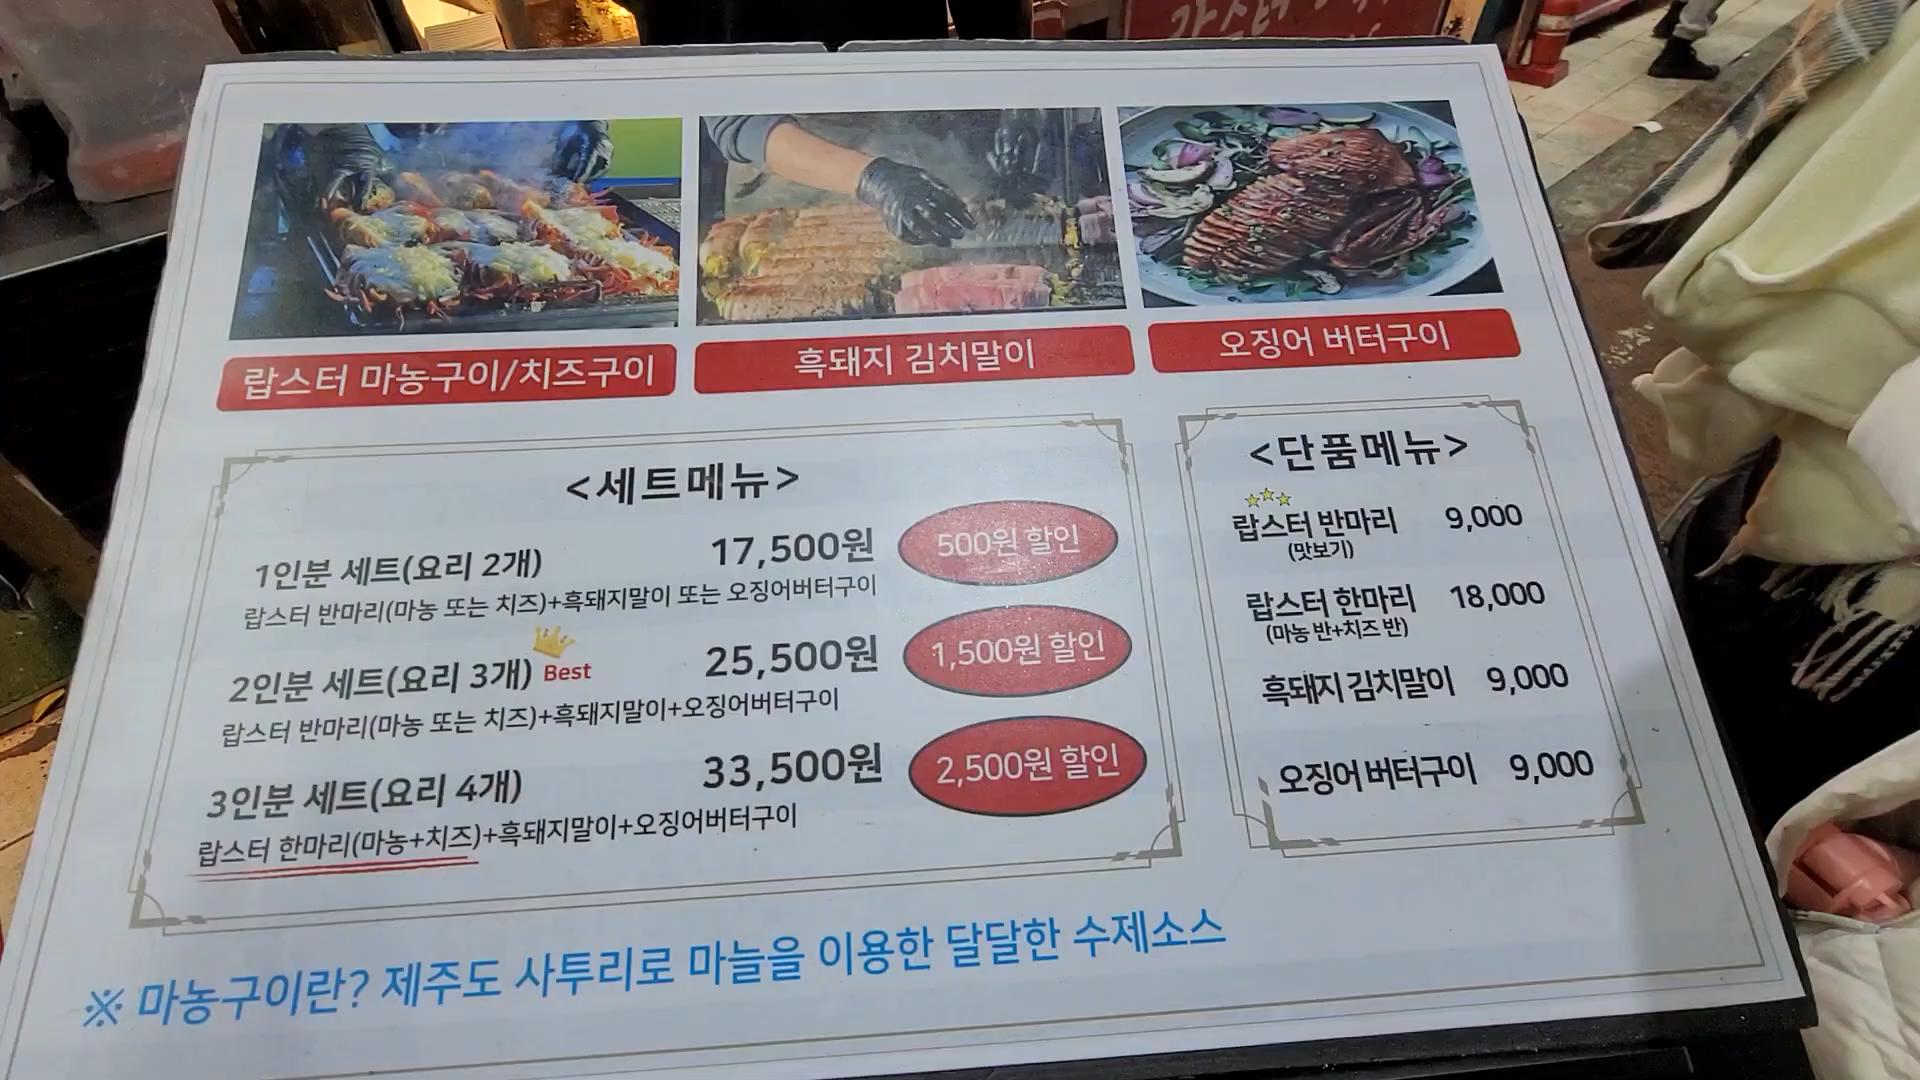 랍스터 마농구이/치즈구이
흑돼지 김치말이
오징어 버터구이
<세트메뉴>
1인분 세트(요리 2개) 17,500원 500원 할인
랍스터 반마리(마농 또는 치즈)+흑돼지말이 또는 오징어버터구이
2인분 세트(요리 3개) Best 25,500원 1,500원 할인
랍스터 반마리(마농 또는 치즈)+흑돼지말이+오징어버터구이
3인분 세트(요리 4개) 33,500원 2,500원 할인
랍스터 한마리(마농+치즈)+흑돼지말이+오징어버터구이
<단품메뉴>
랍스터 반마리 9,000
(맛보기)
랍스터 한마리 18,000
(마농 반+치즈 반)
흑돼지 김치말이 9,000
오징어 버터구이 9,000
※ 마농구이란? 제주도 사투리로 마늘을 이용한 달달한 수제소스